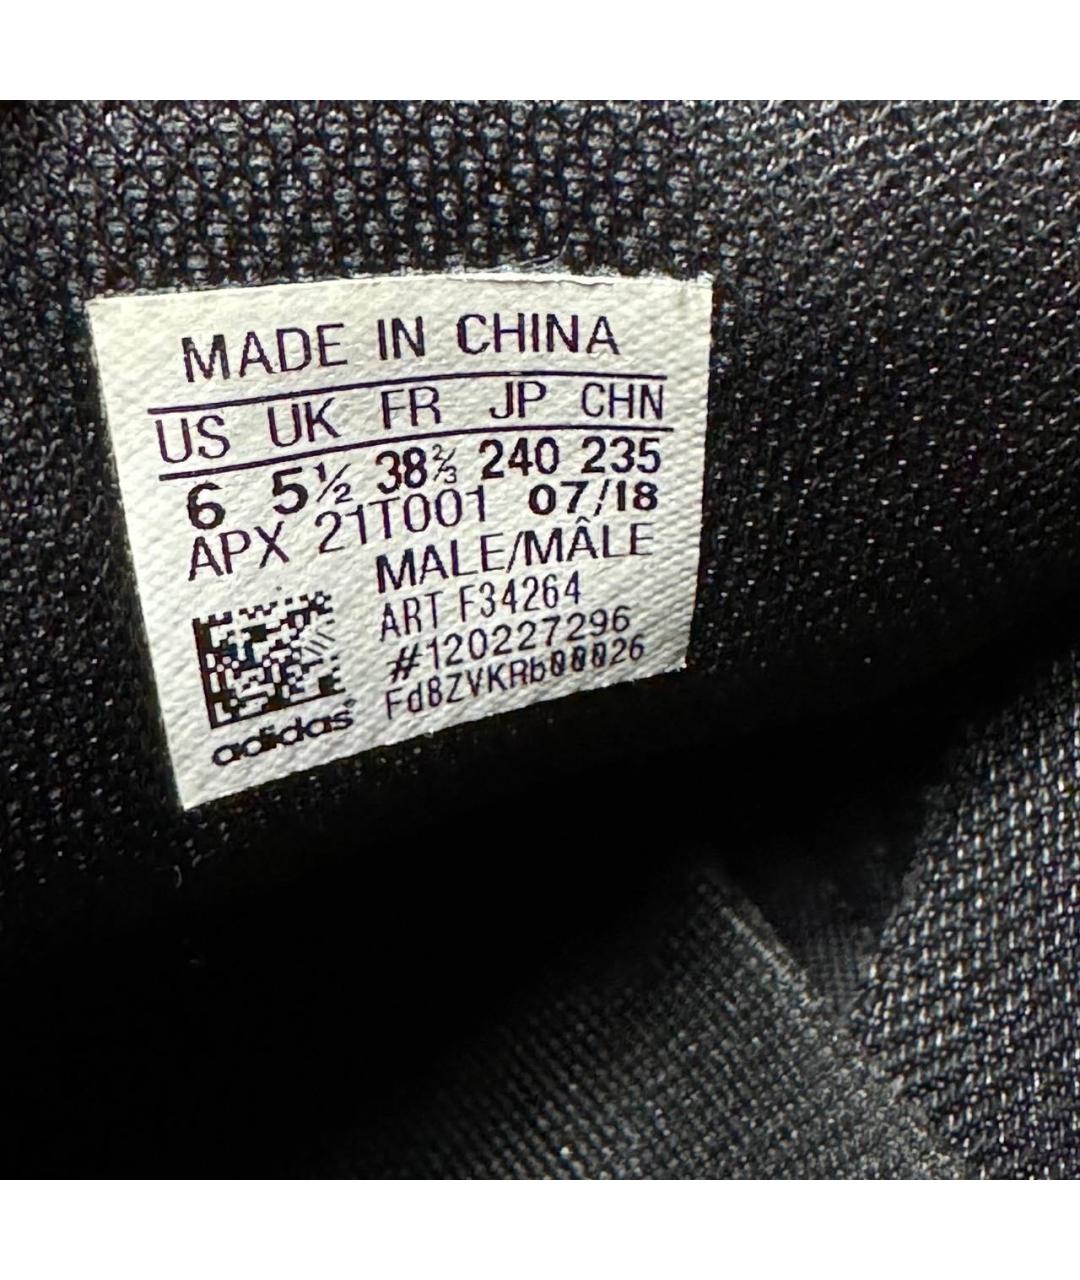 MADE IN CHINA
US UK FR JP CHN
6 5½ 38⅔ 240 235
APX 21T001 07/18
MALE/MÂLE
ART F34264
#120227296
Fd8ZVKRb00026
adidas